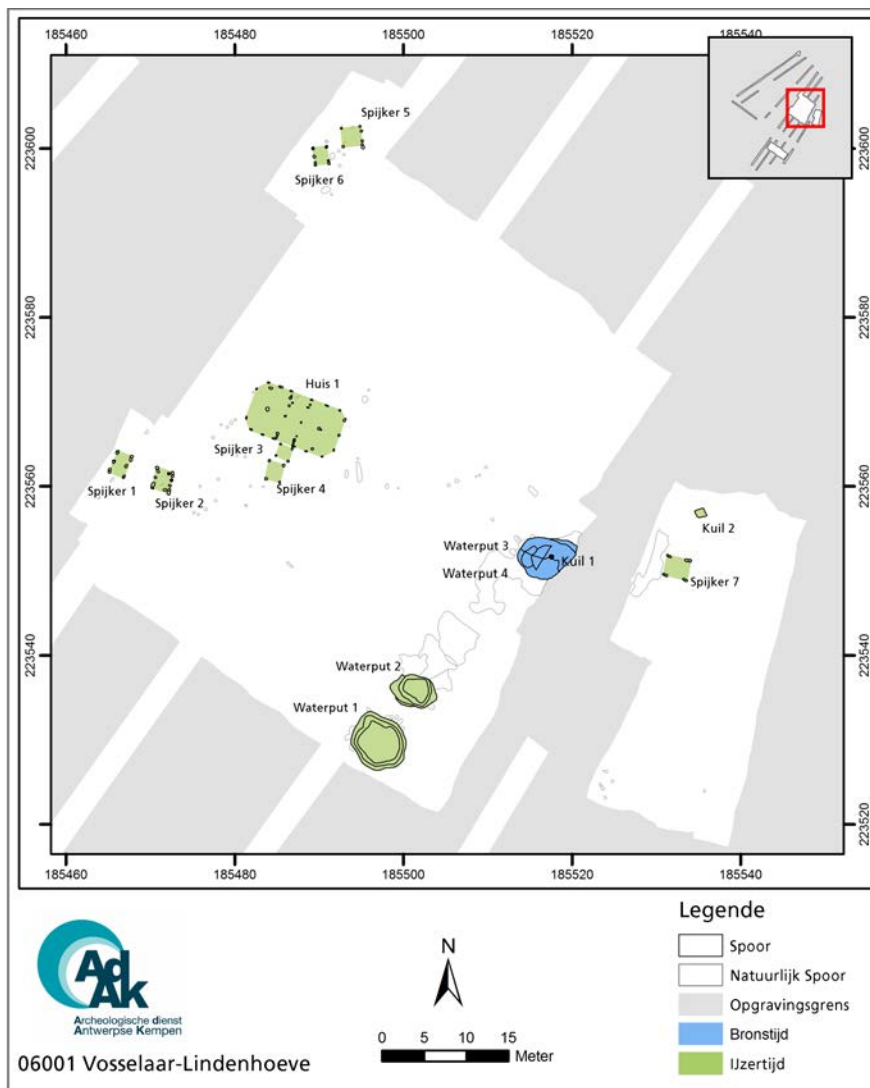 185460 185480 185500 185520 185540
223600
223580
223560
223540
223520
223600
223580
223560
223540
223520
Spijker 5
Spijker 6
Huis 1
Spijker 3
Spijker 4
Spijker 1
Spijker 2
Kuil 2
Waterput 3
Kuil 1
Waterput 4
Spijker 7
Waterput 2
Waterput 1
185460 185480 185500 185520 185540
AdAk
Archeologische dienst
Antwerpse Kempen
06001 Vosselaar-Lindenhoeve
N
0 5 10 15
Meter
Legende
Spoor
Natuurlijk Spoor
Opgravingsgrens
Bronstijd
IJzertijd